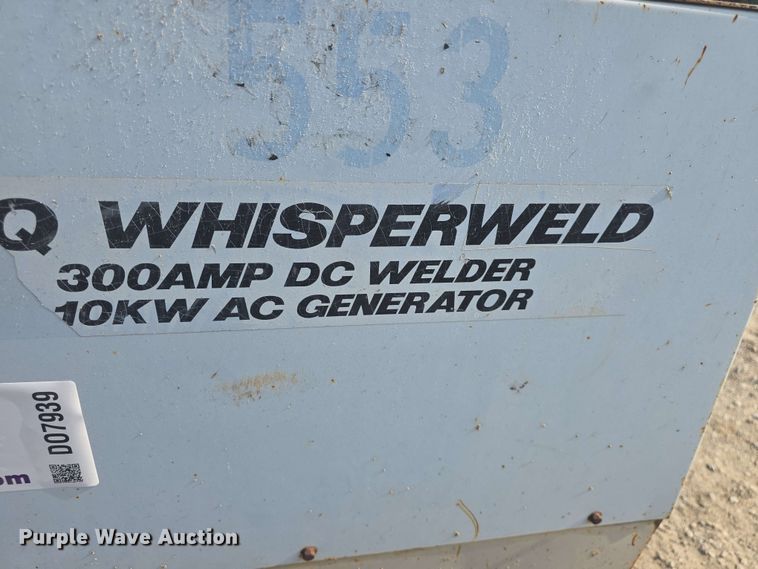 553
Q WHISPERWELD
300AMP DC WELDER
10KW AC GENERATOR
D07939
om
Purple Wave Auction